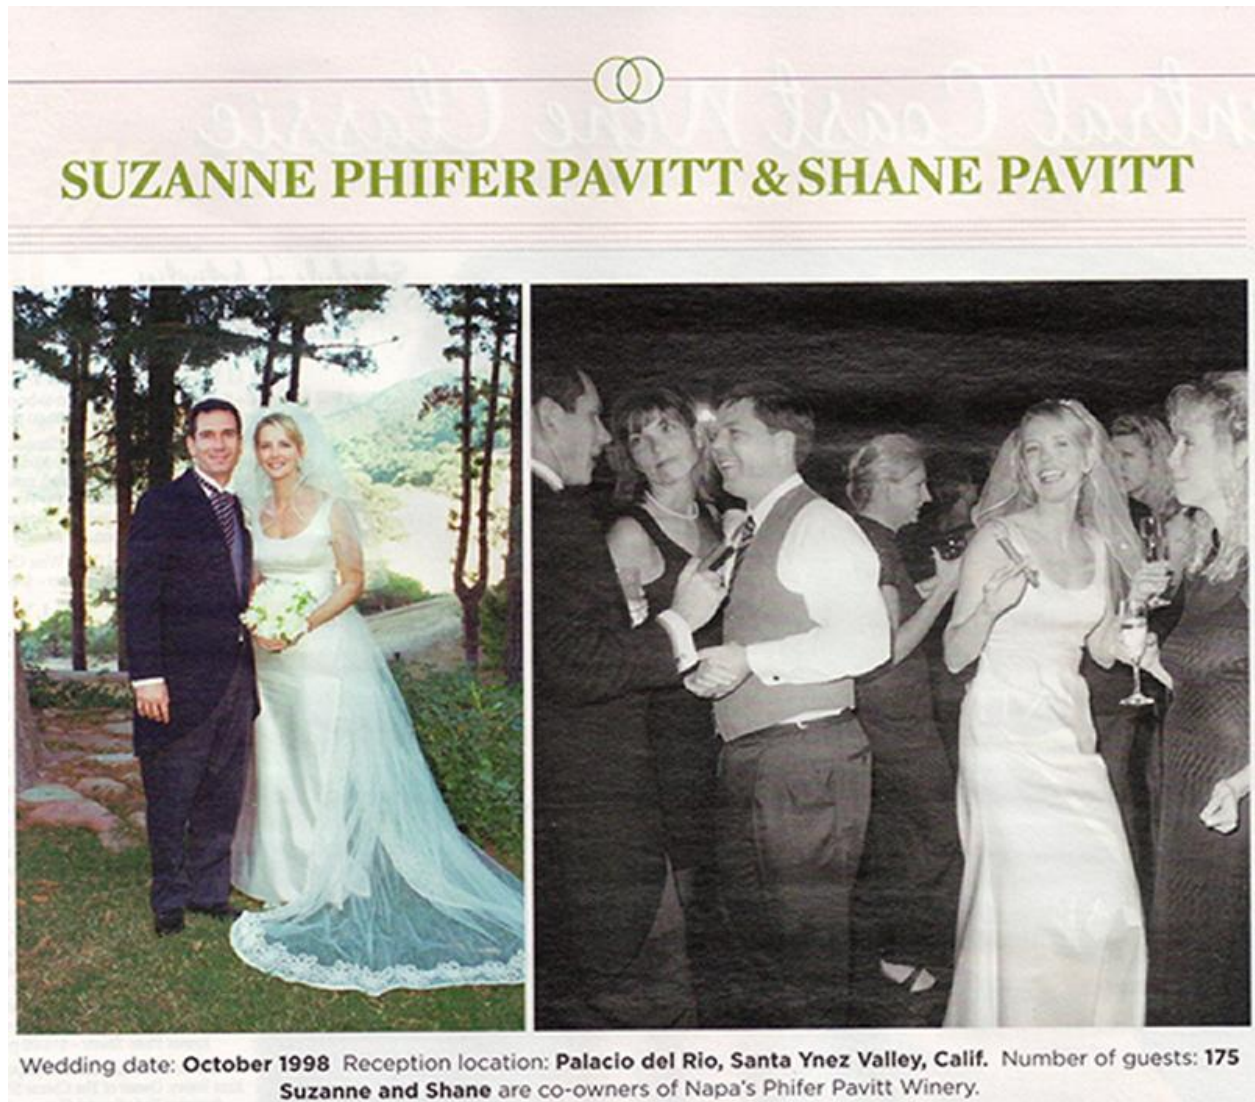 SUZANNE PHIFER PAVITT & SHANE PAVITT
Wedding date: October 1998 Reception location: Palacio del Rio, Santa Ynez Valley, Calif. Number of guests: 175
Suzanne and Shane are co-owners of Napa's Phifer Pavitt Winery.